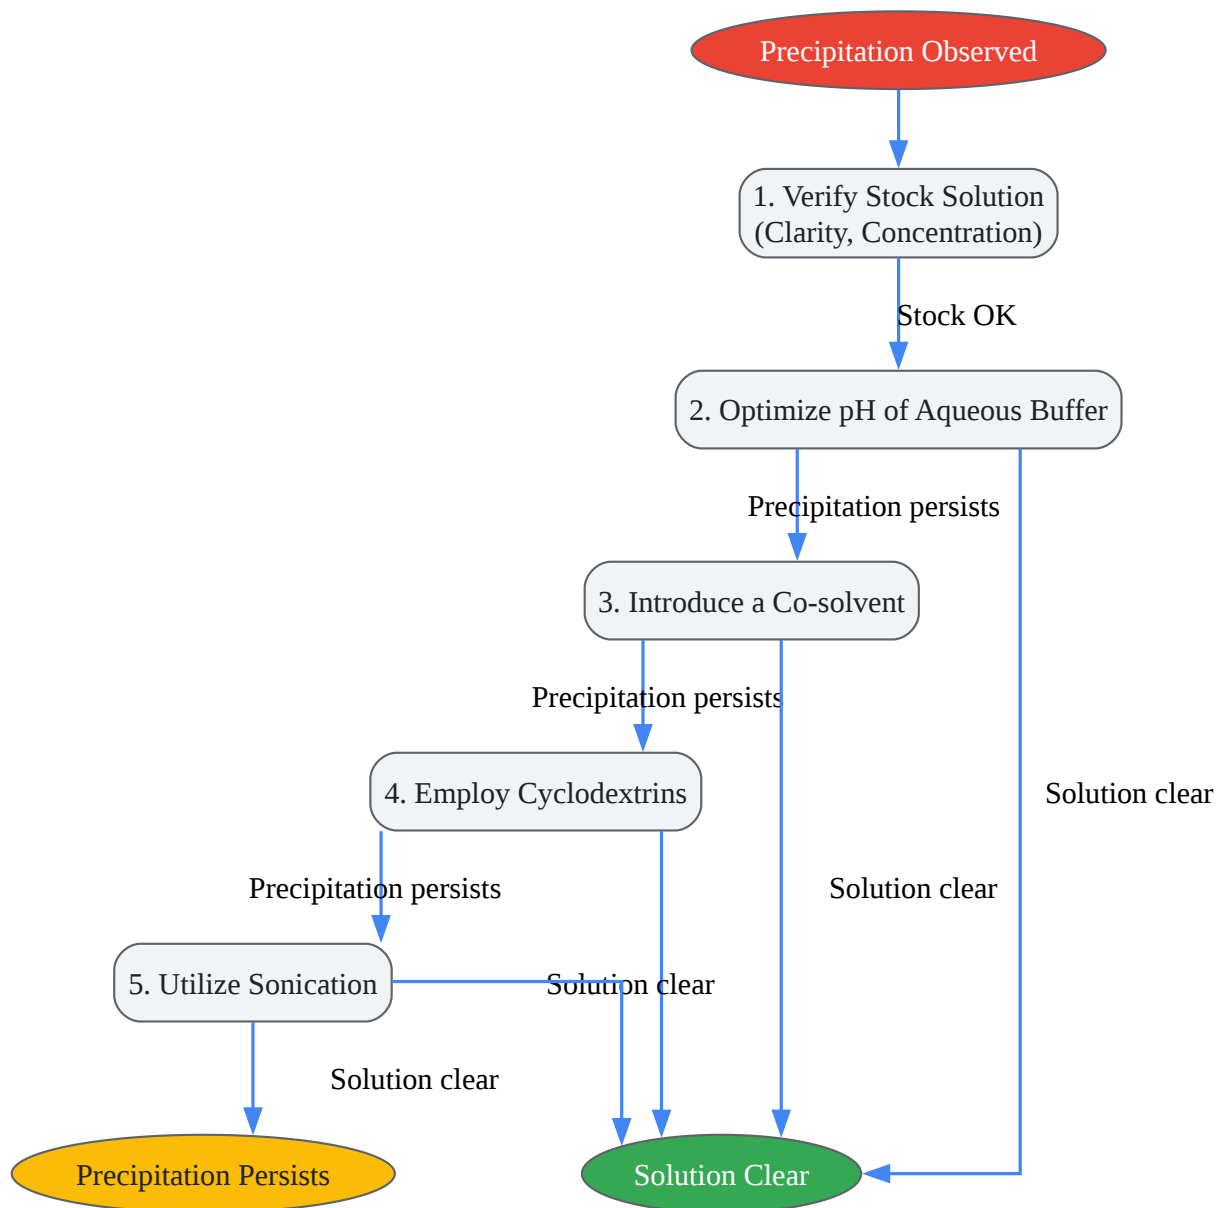 Precipitation Observed
1. Verify Stock Solution
(Clarity, Concentration)
Stock OK
2. Optimize pH of Aqueous Buffer
Precipitation persists
3. Introduce a Co-solvent
Precipitation persists
4. Employ Cyclodextrins
Solution clear
Precipitation persists
Solution clear
5. Utilize Sonication
Solution clear
Solution clear
Precipitation Persists
Solution Clear